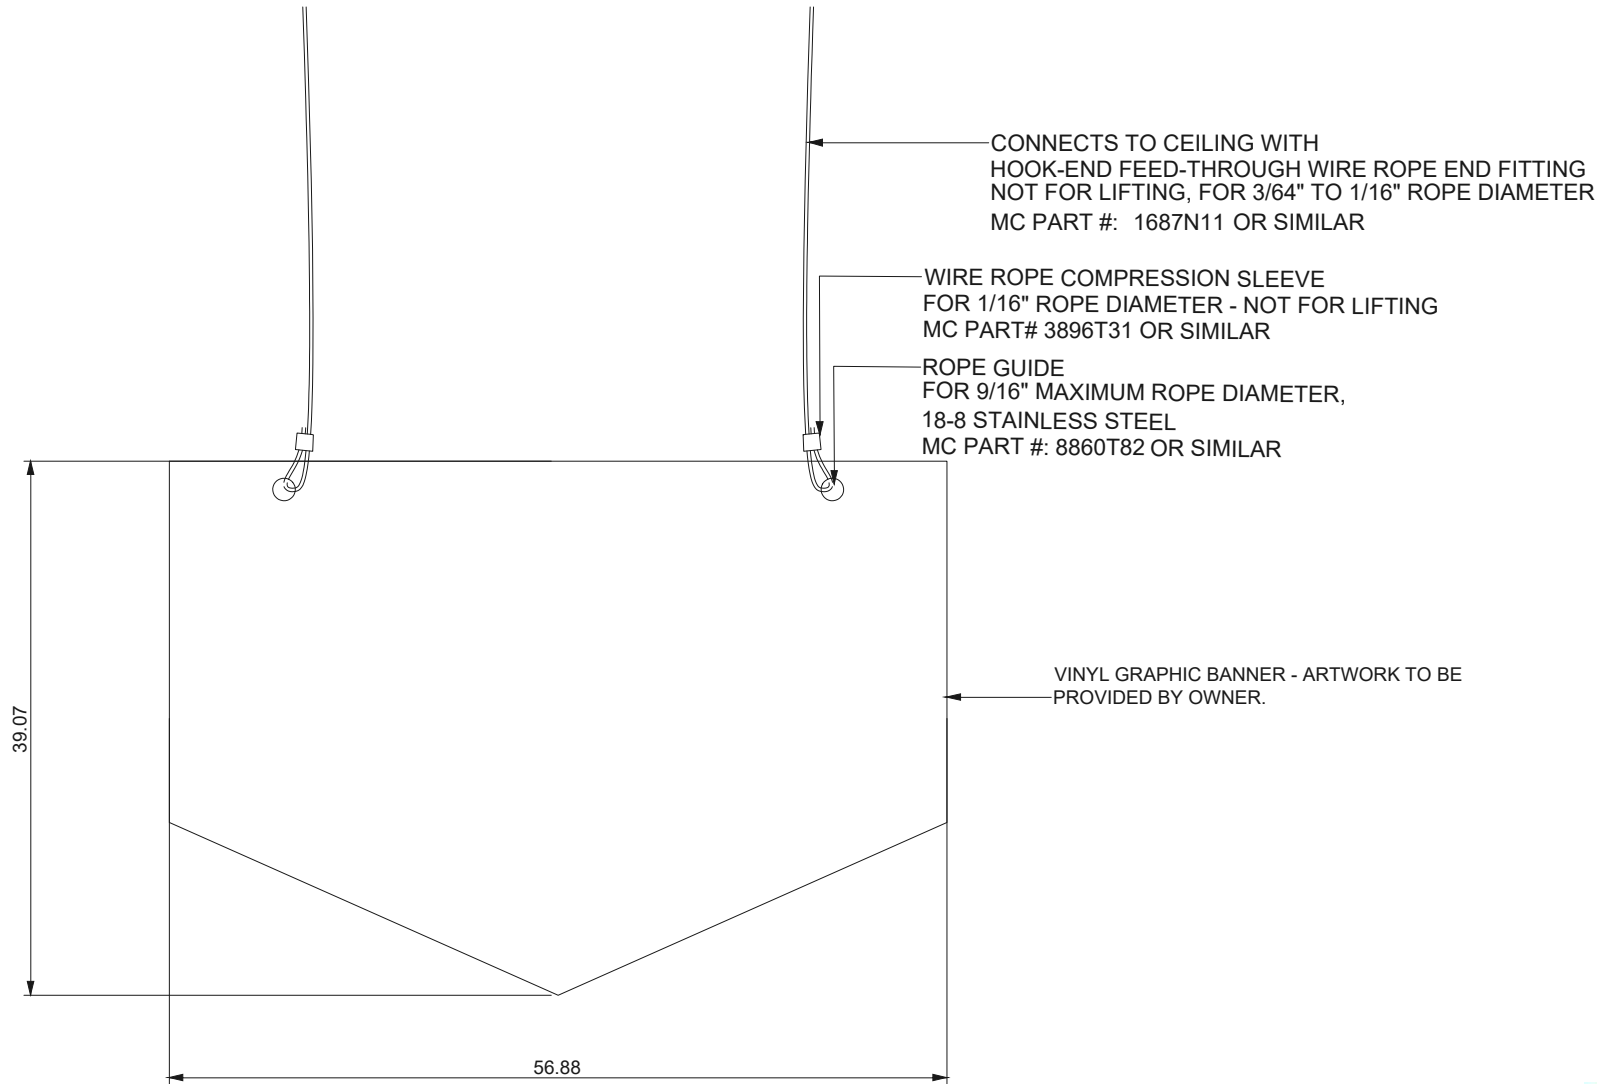 CONNECTS TO CEILING WITH
HOOK-END FEED-THROUGH WIRE ROPE END FITTING
NOT FOR LIFTING, FOR 3/64" TO 1/16" ROPE DIAMETER
MC PART #: 1687N11 OR SIMILAR
WIRE ROPE COMPRESSION SLEEVE
FOR 1/16" ROPE DIAMETER - NOT FOR LIFTING
MC PART# 3896T31 OR SIMILAR
ROPE GUIDE
FOR 9/16" MAXIMUM ROPE DIAMETER,
18-8 STAINLESS STEEL
MC PART #: 8860T82 OR SIMILAR
VINYL GRAPHIC BANNER - ARTWORK TO BE
PROVIDED BY OWNER.
39.07
56.88